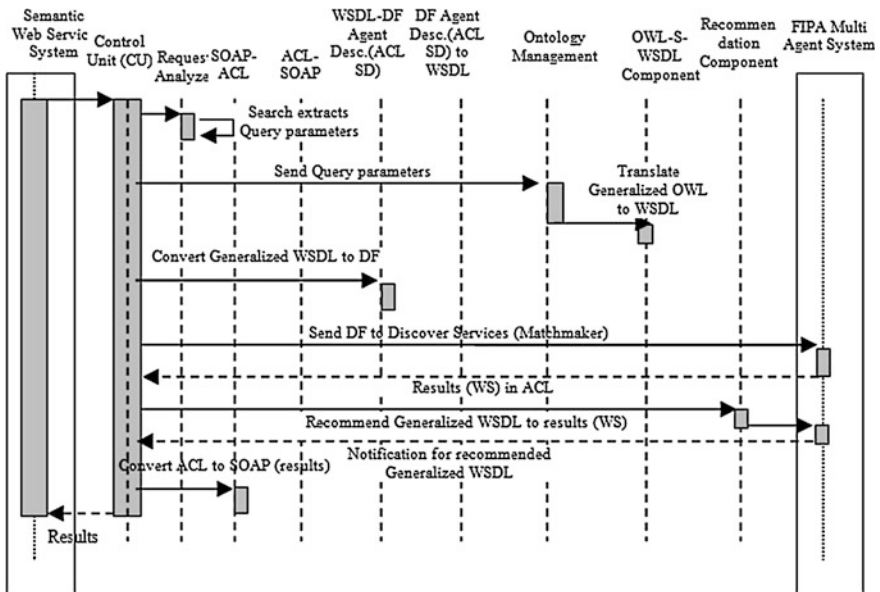 Semantic
Web Servic
System
Control
Unit (CU)
Reques
Analyze
SOAP-
ACL
ACL-
SOAP
WSDL-DF
Agent
Desc.(ACL
SD)
DF Agent
Desc.(ACL
SD) to
WSDL
Ontology
Management
OWL-S-
WSDL
Component
Recommen
dation
Component
FIPA Multi
Agent System
Search extracts
Query parameters
Send Query parameters
Translate
Generalized OWL
to WSDL
Convert Generalized WSDL to DF
Send DF to Discover Services (Matchmaker)
Results (WS) in ACL
Recommend Generalized WSDL to results (WS)
Notification for recommended
Generalized WSDL
Convert ACL to SOAP (results)
Results